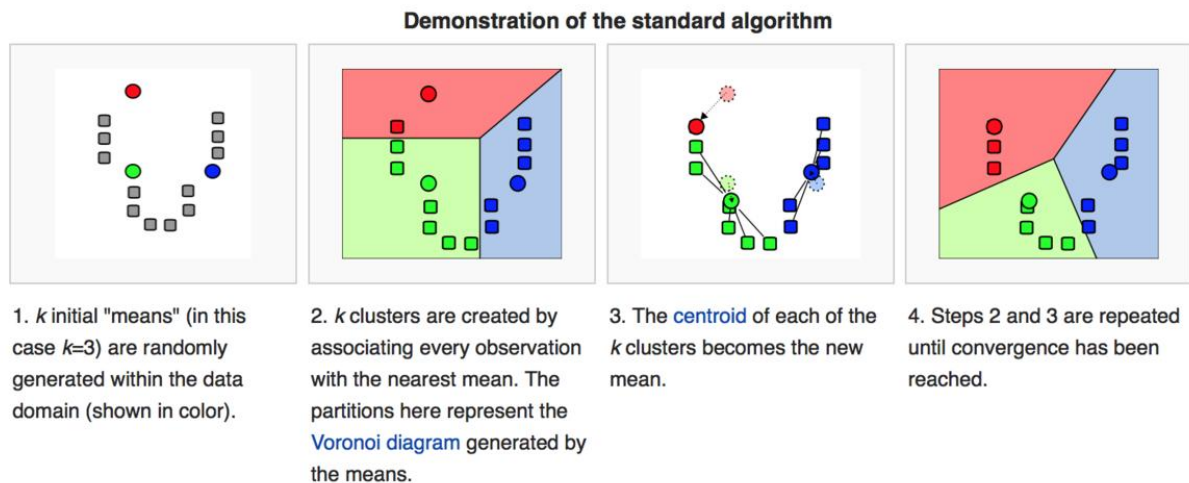 Demonstration of the standard algorithm
1. k initial "means" (in this
case k=3) are randomly
generated within the data
domain (shown in color).
2. k clusters are created by
associating every observation
with the nearest mean. The
partitions here represent the
Voronoi diagram generated by
the means.
3. The centroid of each of the
k clusters becomes the new
mean.
4. Steps 2 and 3 are repeated
until convergence has been
reached.